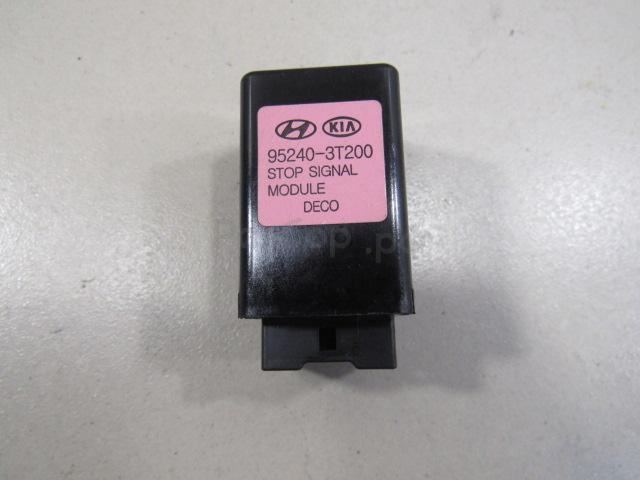 KIA
95240-3T200
STOP SIGNAL
MODULE
DECO